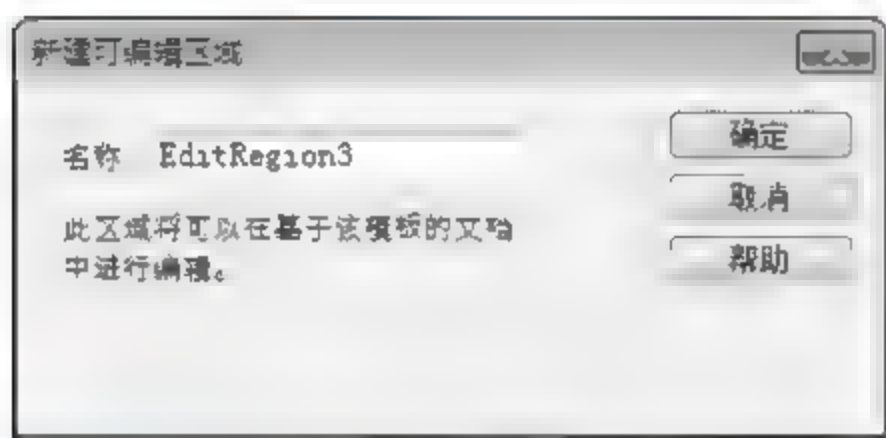 新建可编辑区域
名称 EditRegion3
确定
取消
帮助
此区域将可以在基于该模板的文档
中进行编辑。